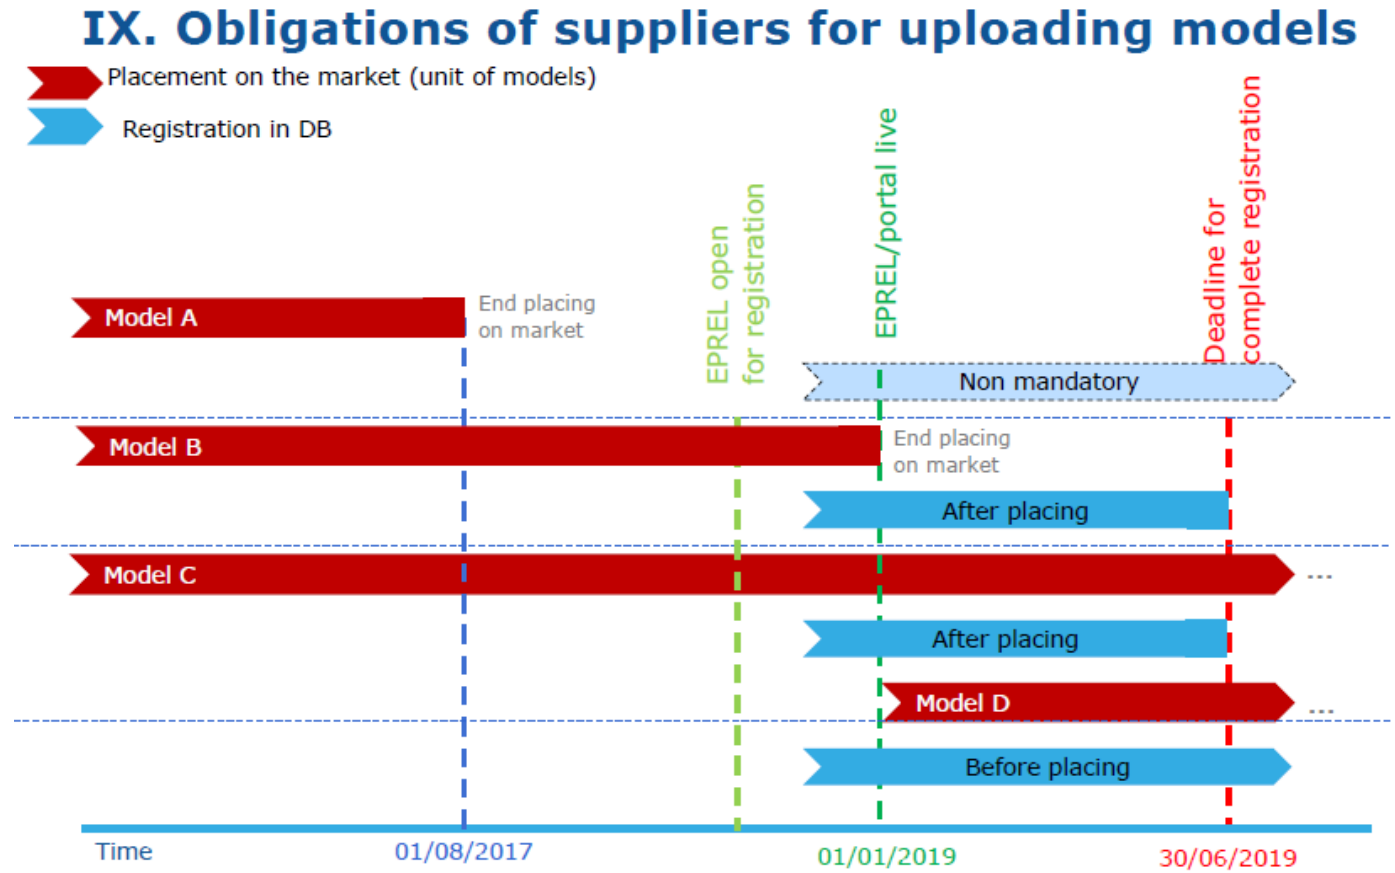 IX. Obligations of suppliers for uploading models
Placement on the market (unit of models)
Registration in DB
EPREL open
for registration
EPREL/portal live
Deadline for
complete registration
Model A
End placing
on market
Non mandatory
Model B
End placing
on market
After placing
Model C
...
After placing
Model D
...
Before placing
Time
01/08/2017
01/01/2019
30/06/2019